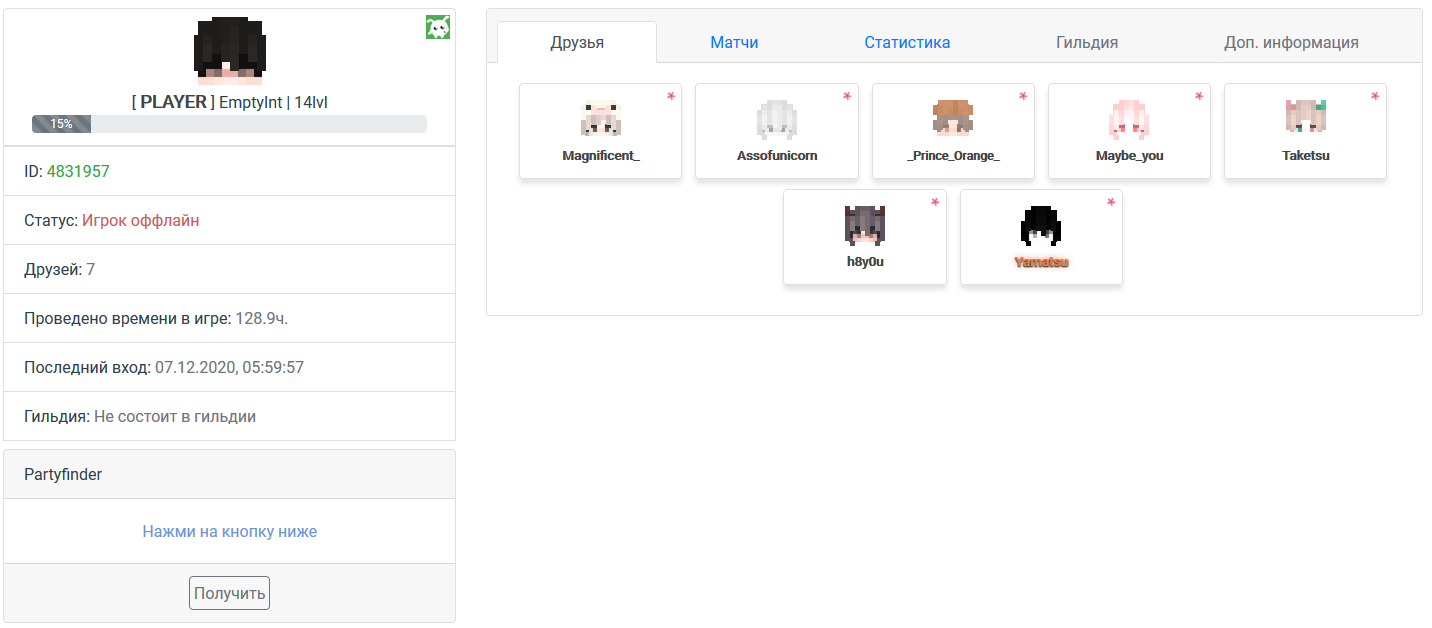 [ PLAYER ] EmptyInt | 14lvl
15%
ID: 4831957
Статус: Игрок оффлайн
Друзей: 7
Проведено времени в игре: 128.9ч.
Последний вход: 07.12.2020, 05:59:57
Гильдия: Не состоит в гильдии
Partyfinder
Нажми на кнопку ниже
Получить
Друзья Матчи Статистика Гильдия Доп. информация
Magnificent_ Assofunicorn _Prince_Orange_ Maybe_you Taketsu
h8y0u Yamatsu